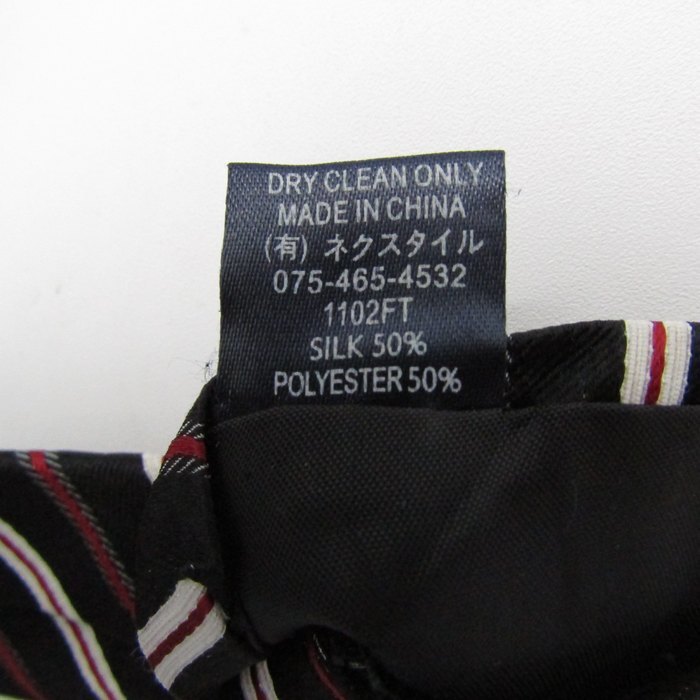 DRY CLEAN ONLY
MADE IN CHINA
(有) ネクスタイル
075-465-4532
1102FT
SILK 50%
POLYESTER 50%